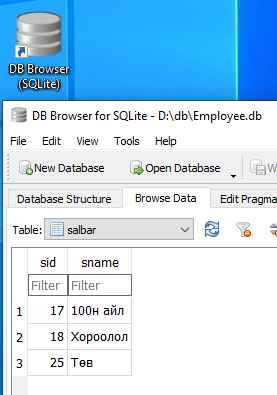 DB Browser
(SQLite)
DB Browser for SQLite - D:\db\Employee.db
File Edit View Tools Help
New Database Open Database
Database Structure Browse Data Edit Pragma
Table: salbar
sid sname
Filter Filter
1 17 100н айл
2 18 Хороолол
3 25 Төв